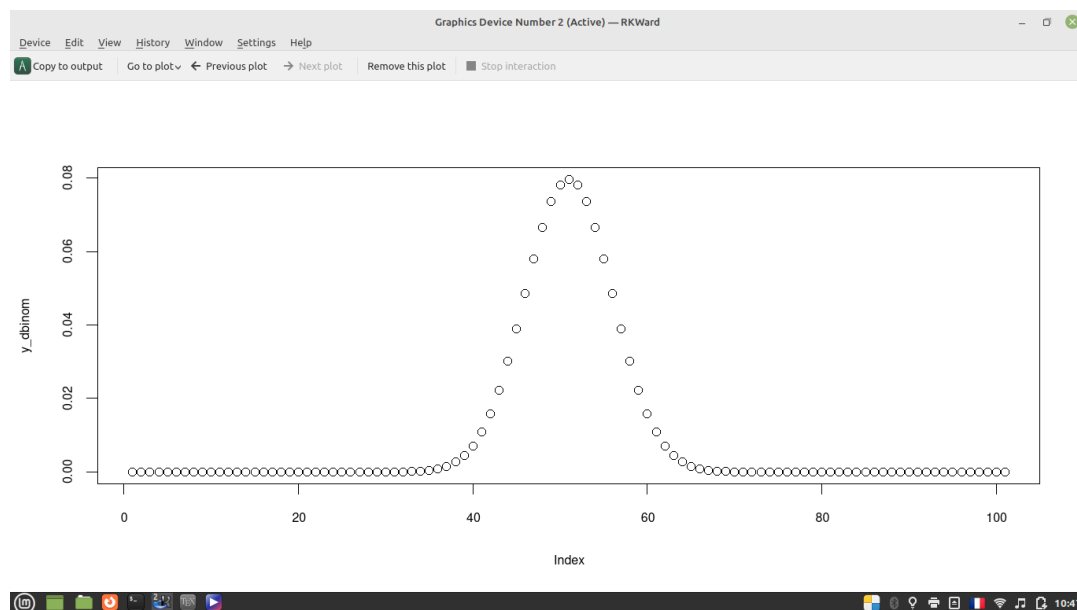 Graphics Device Number 2 (Active) — RKWard
Device Edit View History Window Settings Help
Copy to output Go to plot Previous plot Next plot Remove this plot Stop interaction
0.08
0.06
0.04
0.02
0.00
y_dbinom
0 20 40 60 80 100
Index